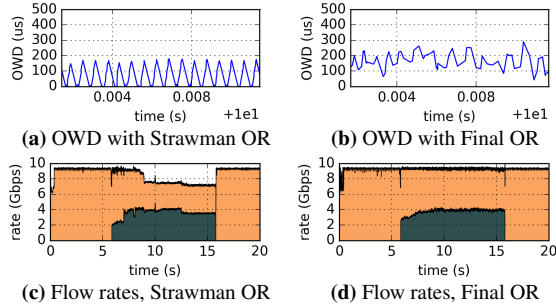 500
400
300
200
100
0
OWD (us)
0.004
0.008
+1e1
time (s)
(a) OWD with Strawman OR
500
400
300
200
100
0
OWD (us)
0.004
0.008
+1e1
time (s)
(b) OWD with Final OR
10
8
6
4
2
0
rate (Gbps)
0
5
10
15
20
time (s)
(c) Flow rates, Strawman OR
10
8
6
4
2
0
rate (Gbps)
0
5
10
15
20
time (s)
(d) Flow rates, Final OR